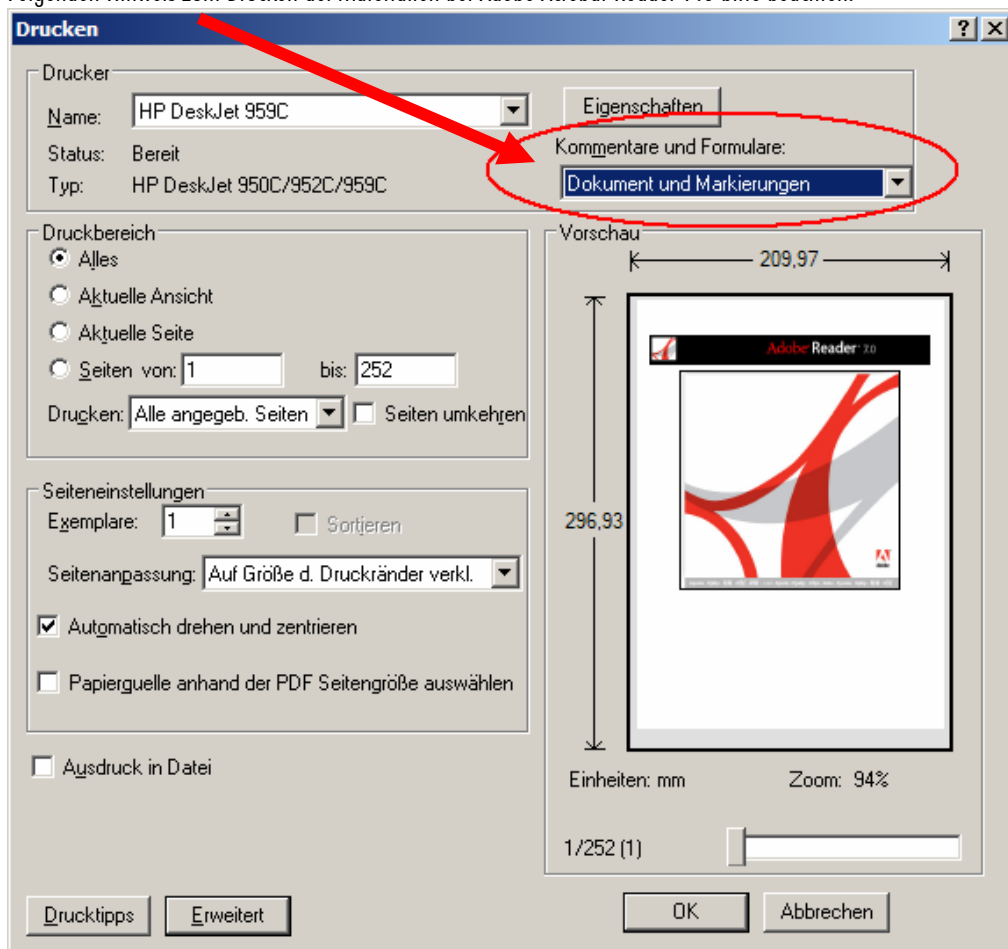 Drucken
Drucker
Name: HP DeskJet 959C Eigenschaften
Status: Bereit Kommentare und Formulare:
Typ: HP DeskJet 950C/952C/959C Dokument und Markierungen
Druckbereich
Alles
Aktuelle Ansicht
Aktuelle Seite
Seiten von: 1 bis: 252
Drucken: Alle angegeb. Seiten Seiten umkehren
Seiteneinstellungen
Exemplare: 1 Sortieren
Seitenanpassung: Auf Größe d. Druckränder verkl.
Automatisch drehen und zentrieren
Papierquelle anhand der PDF Seitengröße auswählen
Ausdruck in Datei
Vorschau
209,97
Adobe Reader 7.0
296,93
Einheiten: mm Zoom: 94%
1/252 (1)
Drucktipps Erweitert OK Abbrechen